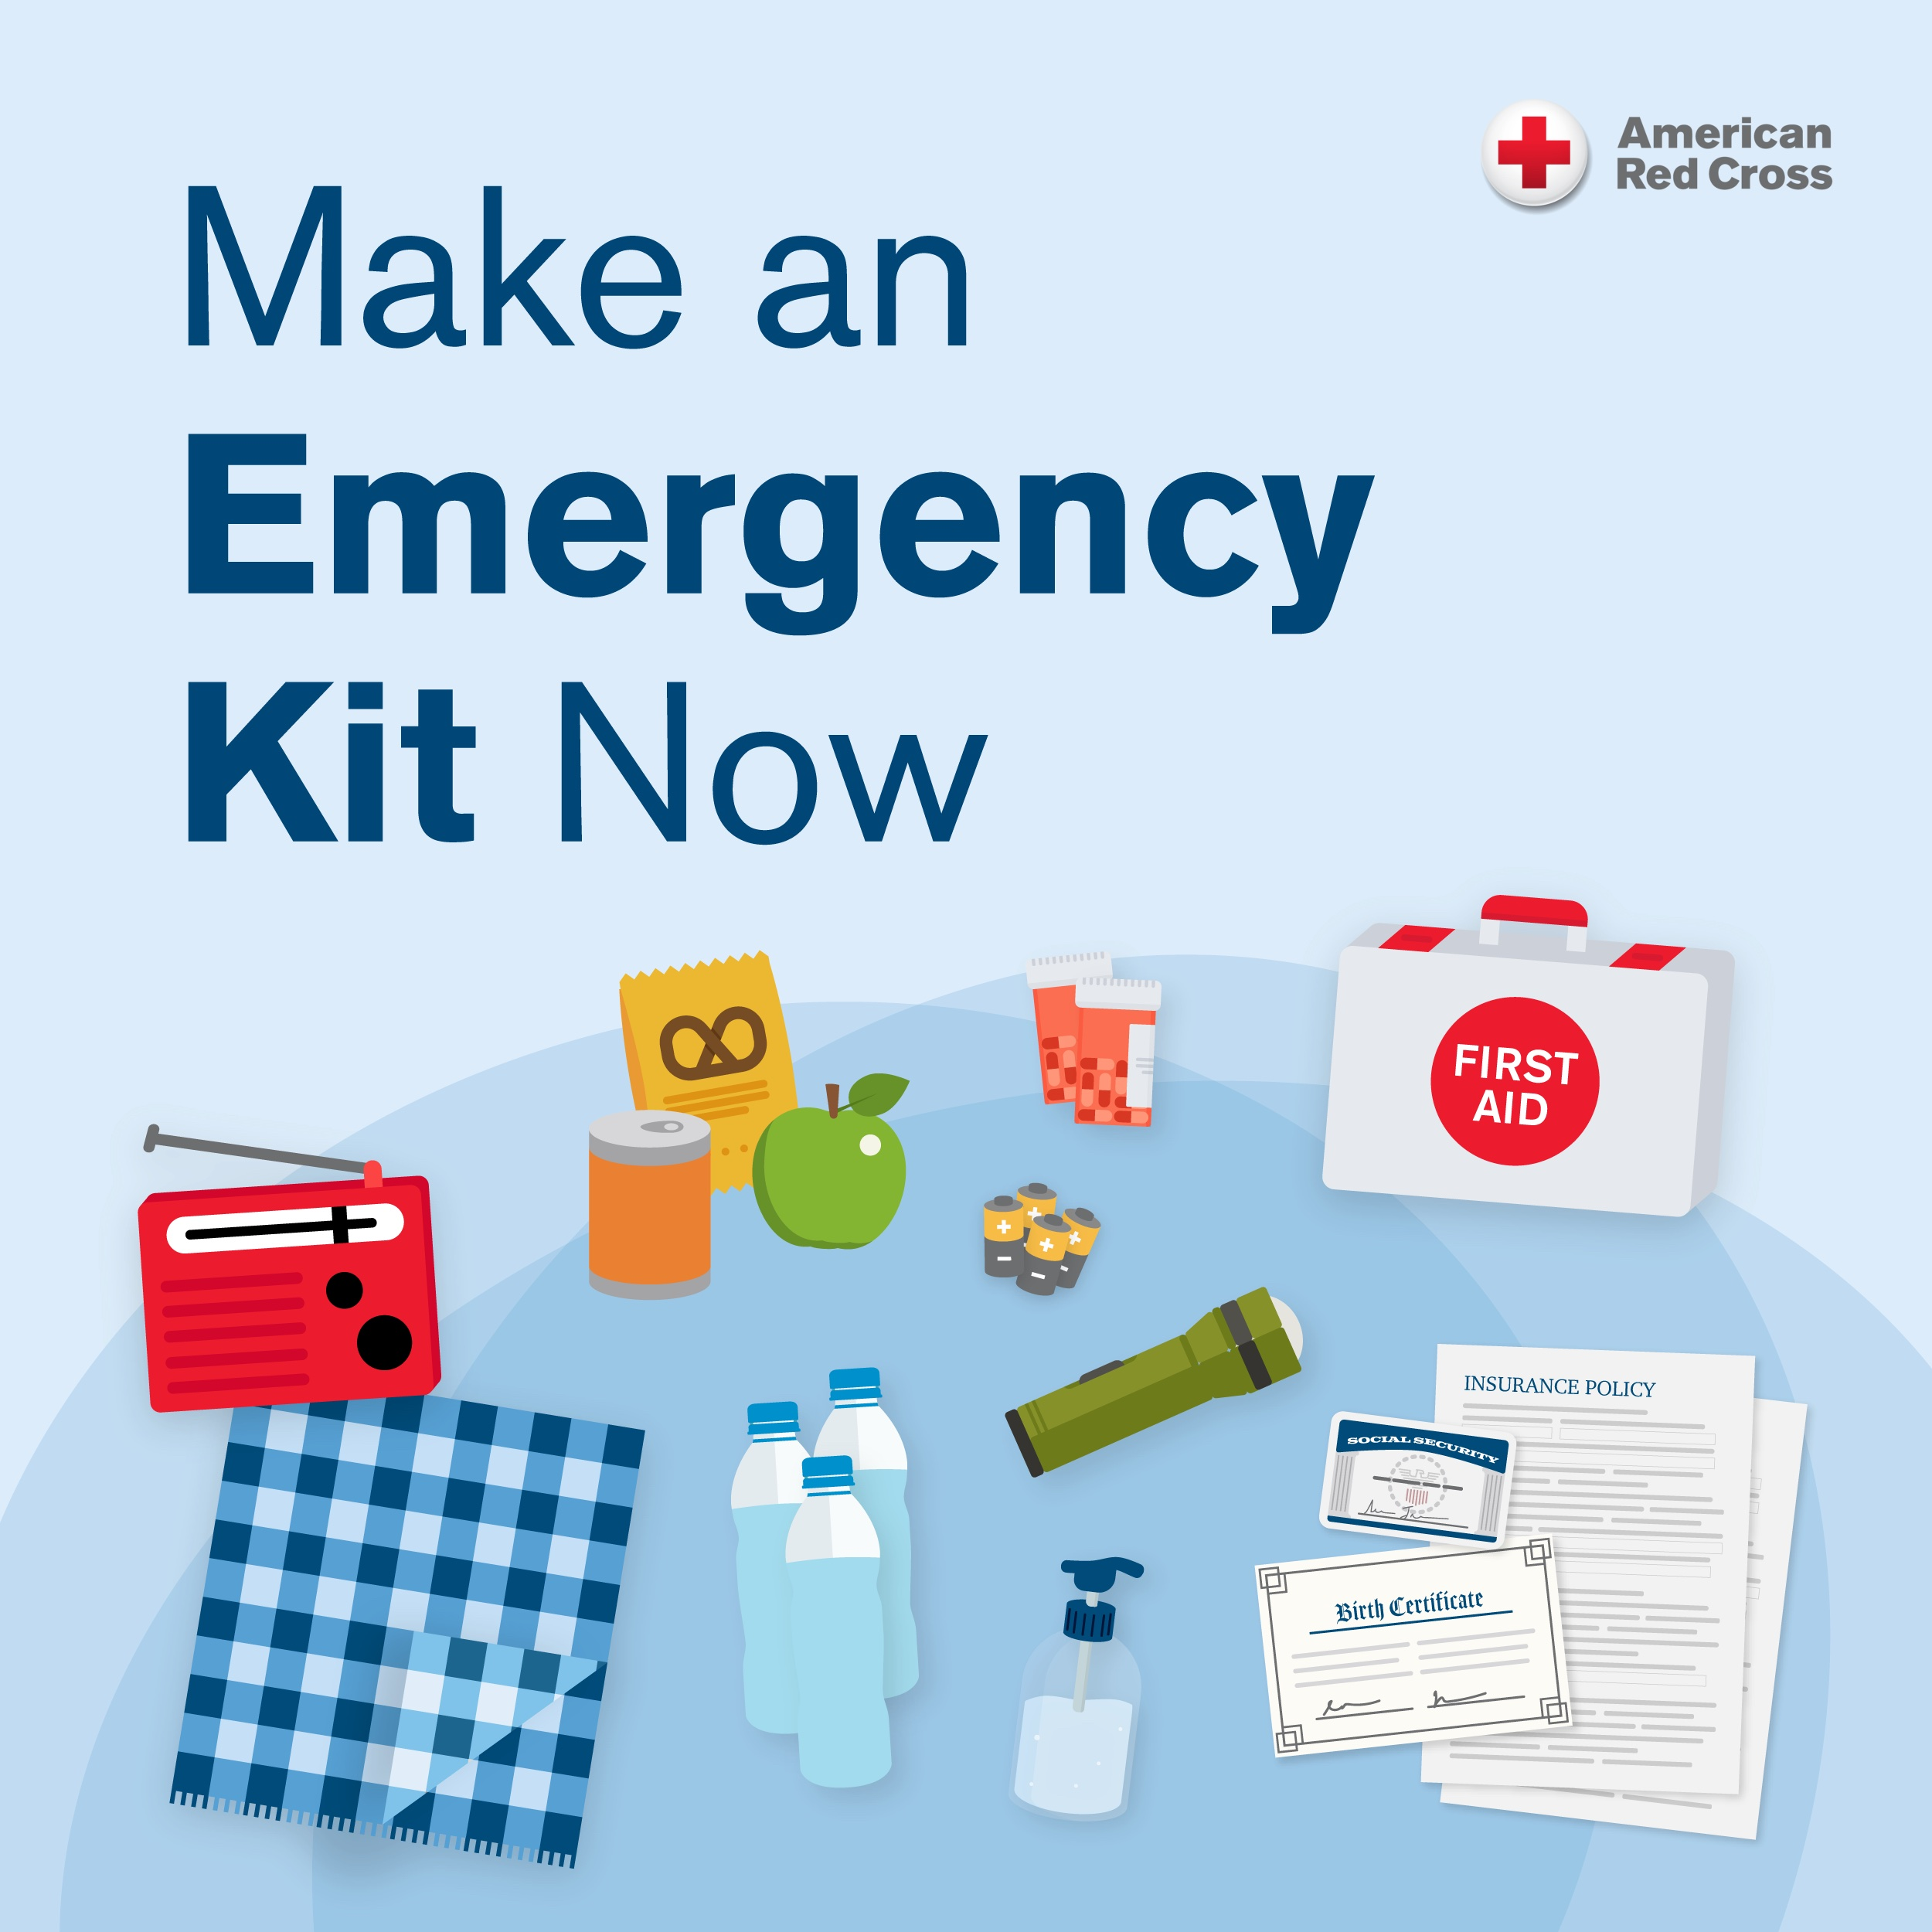 American
Red Cross
Make an
Emergency
Kit Now
FIRST
AID
INSURANCE POLICY
SOCIAL SECURITY
Birth Certificate